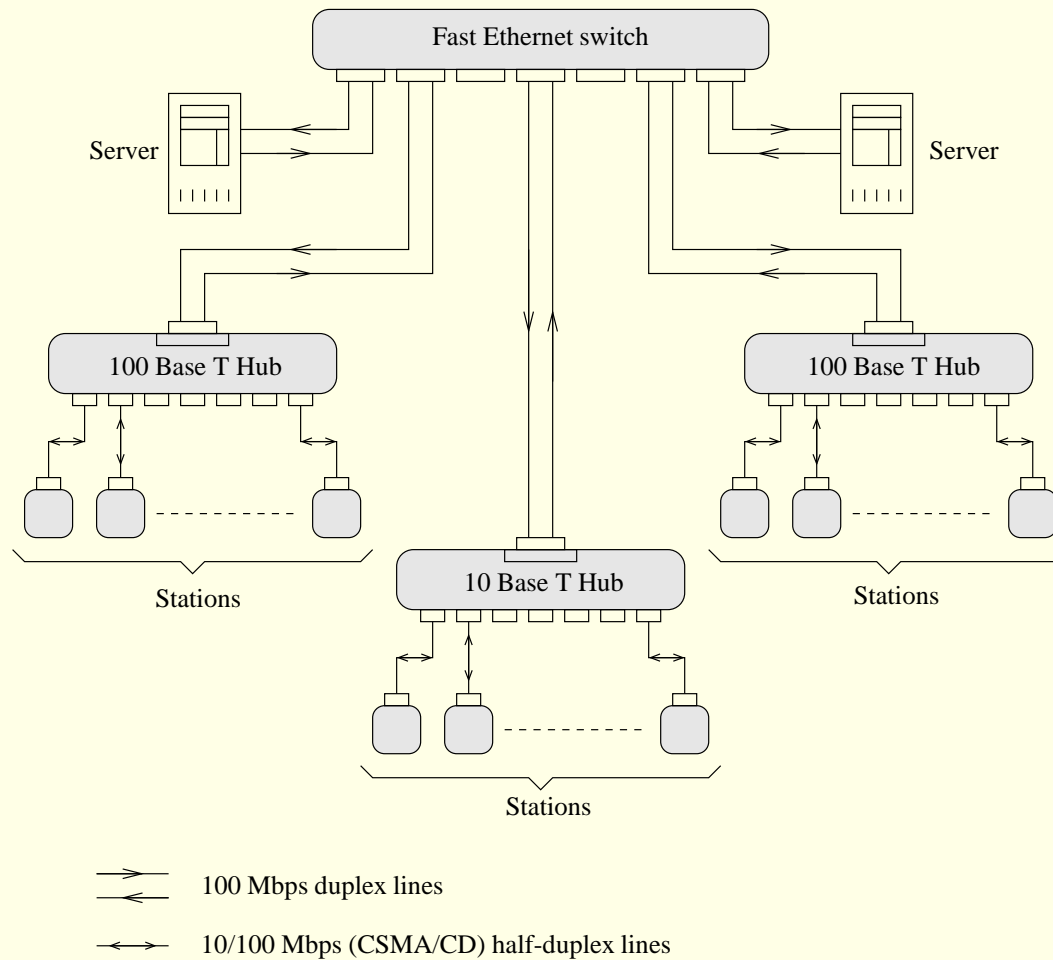 Fast Ethernet switch
Server
Server
100 Base T Hub
100 Base T Hub
Stations
10 Base T Hub
Stations
Stations
100 Mbps duplex lines
10/100 Mbps (CSMA/CD) half-duplex lines